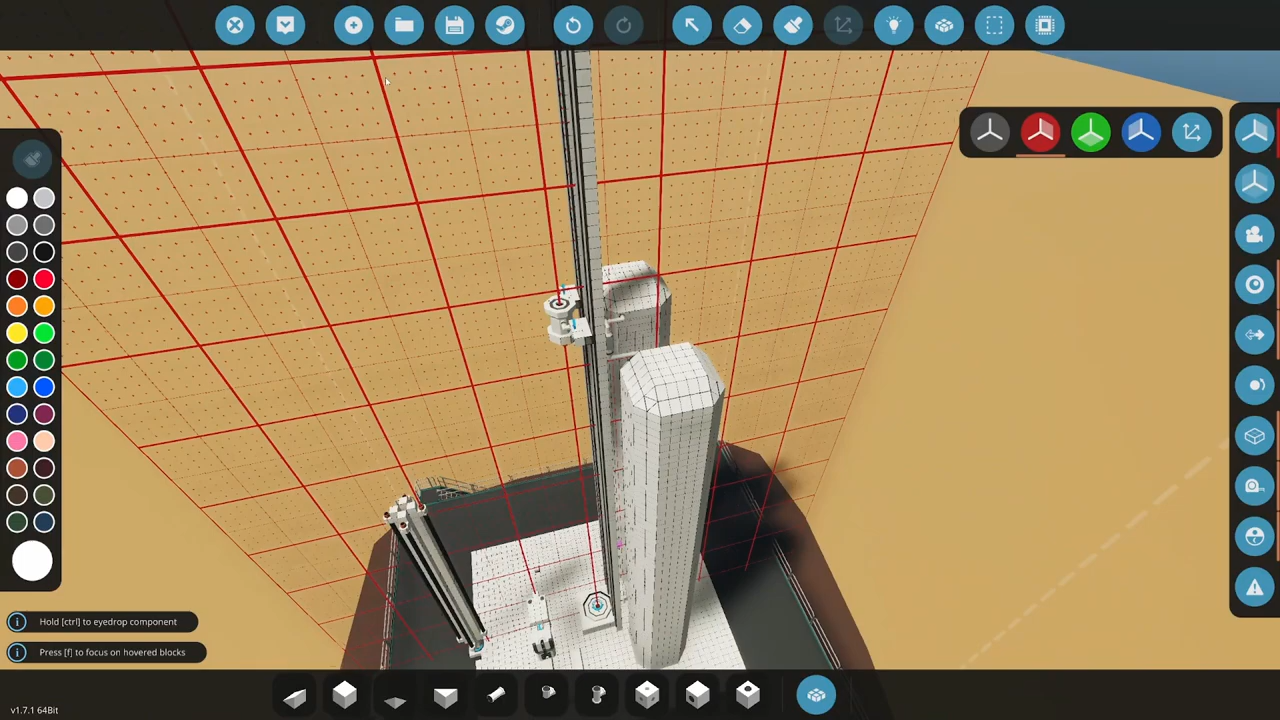 Hold [ctrl] to eyedrop component
Press [f] to focus on hovered blocks
v1.7.1 64Bit